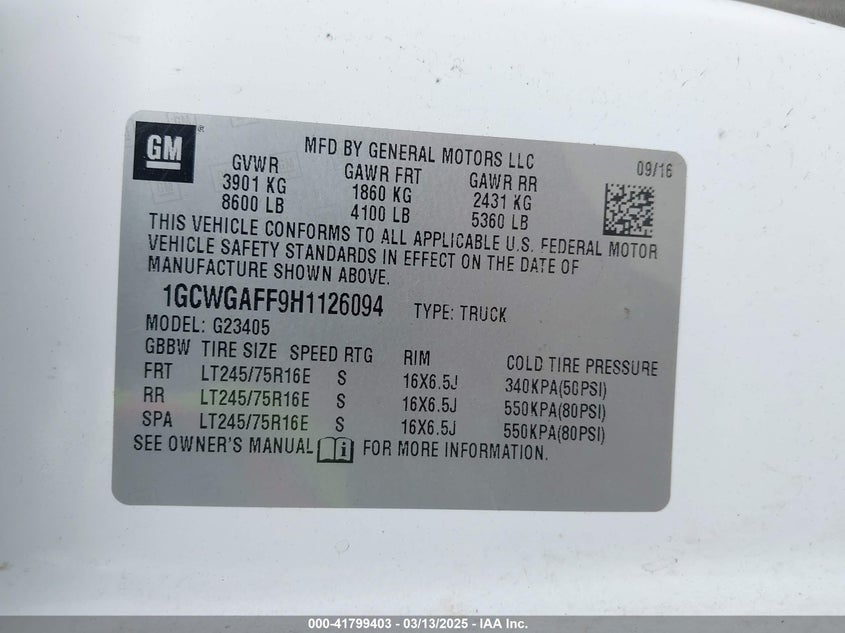 GM
®
MFD BY GENERAL MOTORS LLC
09/16
GVWR GAWR FRT GAWR RR
3901 KG 1860 KG 2431 KG
8600 LB 4100 LB 5360 LB
THIS VEHICLE CONFORMS TO ALL APPLICABLE U.S. FEDERAL MOTOR
VEHICLE SAFETY STANDARDS IN EFFECT ON THE DATE OF
MANUFACTURE SHOWN ABOVE.
1GCWGAFF9H1126094 TYPE: TRUCK
MODEL: G23405
GBBW TIRE SIZE SPEED RTG RIM COLD TIRE PRESSURE
FRT LT245/75R16E S 16X6.5J 340KPA(50PSI)
RR LT245/75R16E S 16X6.5J 550KPA(80PSI)
SPA LT245/75R16E S 16X6.5J 550KPA(80PSI)
SEE OWNER'S MANUAL FOR MORE INFORMATION.
000-41799403 - 03/13/2025 - IAA Inc.